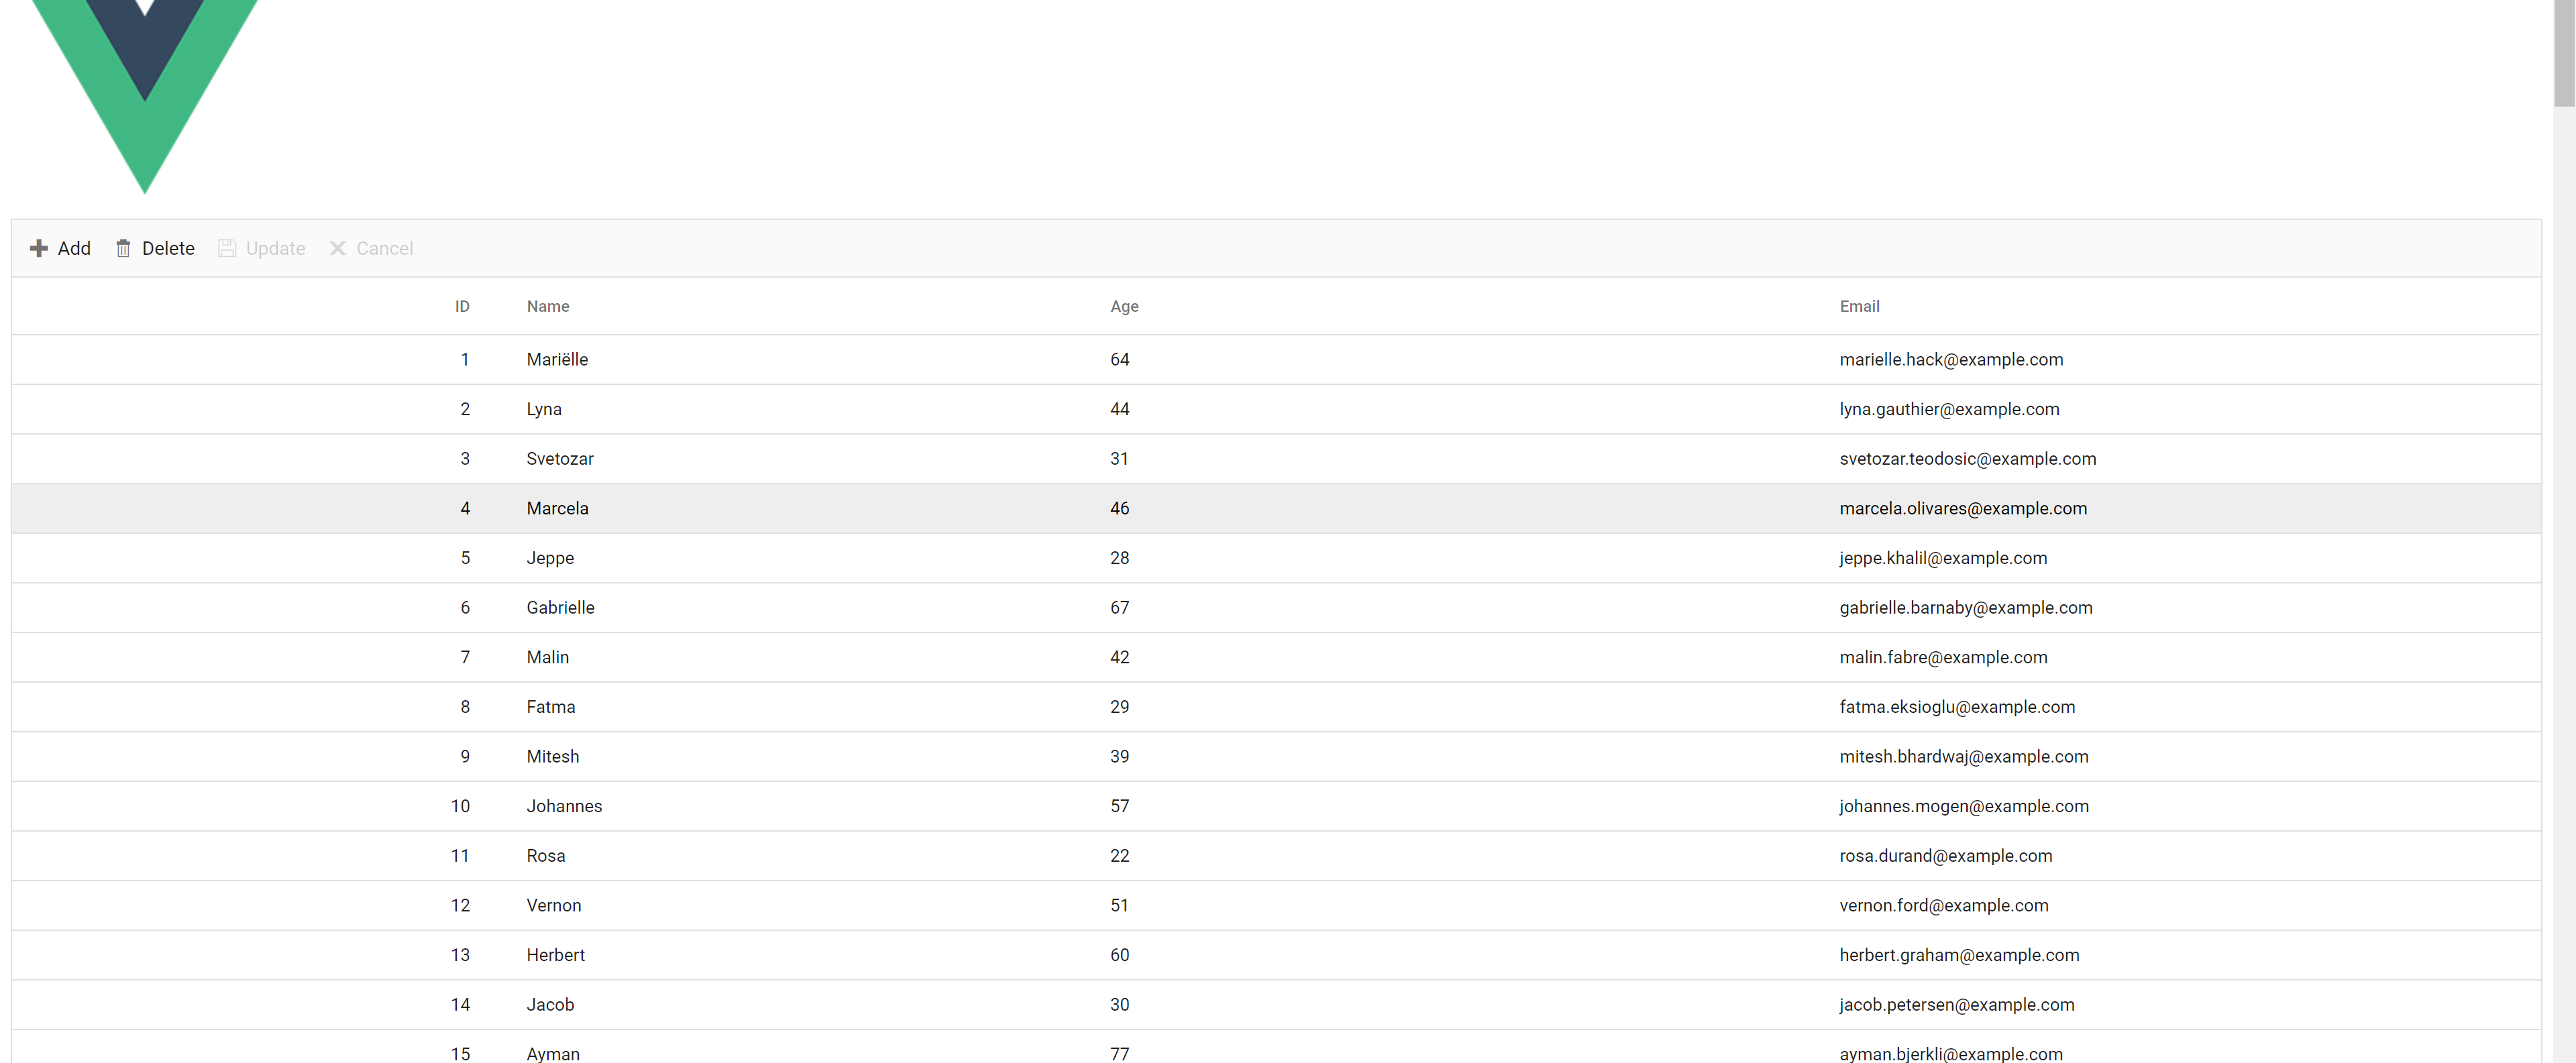 Add Delete Update Cancel
ID Name Age Email
1 Mariëlle 64 marielle.hack@example.com
2 Lyna 44 lyna.gauthier@example.com
3 Svetozar 31 svetozar.teodosic@example.com
4 Marcela 46 marcela.olivares@example.com
5 Jeppe 28 jeppe.khalil@example.com
6 Gabrielle 67 gabrielle.barnaby@example.com
7 Malin 42 malin.fabre@example.com
8 Fatma 29 fatma.eksioglu@example.com
9 Mitesh 39 mitesh.bhardwaj@example.com
10 Johannes 57 johannes.mogen@example.com
11 Rosa 22 rosa.durand@example.com
12 Vernon 51 vernon.ford@example.com
13 Herbert 60 herbert.graham@example.com
14 Jacob 30 jacob.petersen@example.com
15 Ayman 77 ayman.bjerkli@example.com